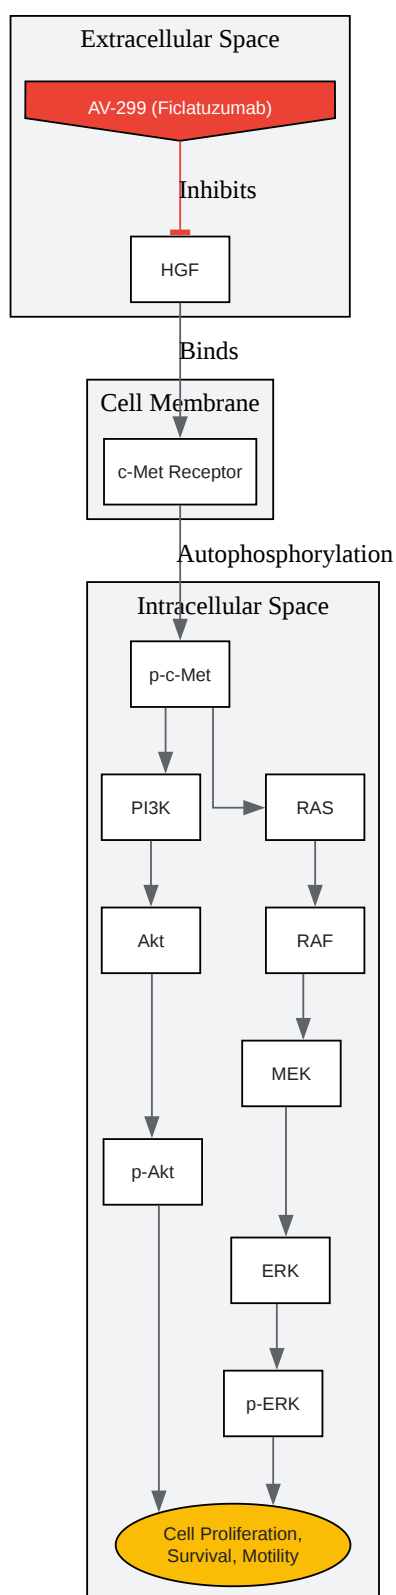 Extracellular Space
AV-299 (Ficlatuzumab)
Inhibits
HGF
Binds
Cell Membrane
c-Met Receptor
Autophosphorylation
Intracellular Space
p-c-Met
PI3K
RAS
Akt
RAF
MEK
p-Akt
ERK
p-ERK
Cell Proliferation,
Survival, Motility